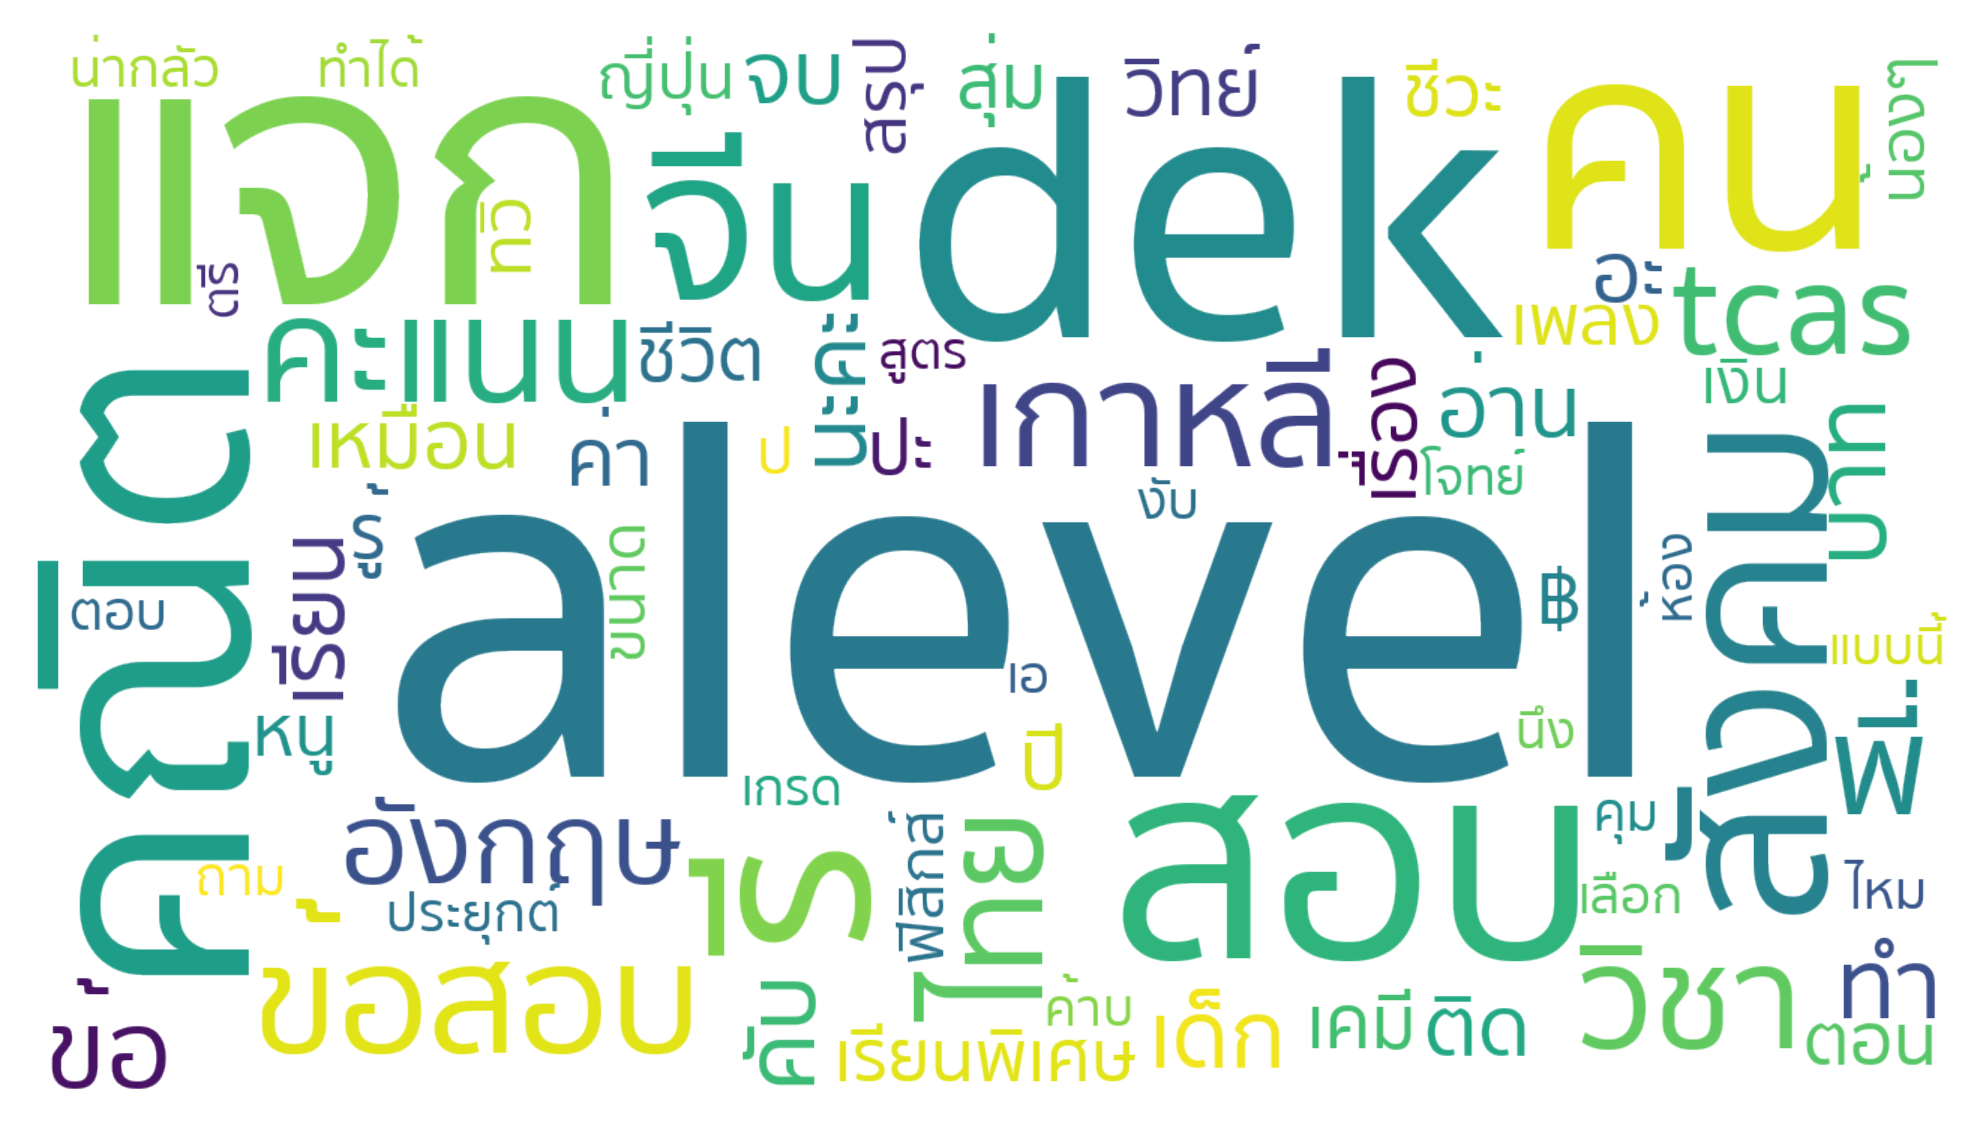 น่ากลัว
ทำได้
ญี่ปุ่น
จบ
สรุป
สุ่ม
วิทย์
ชีวะ
น้องๆ
แจก
ทิว
ติร
จีน
dek
คน
อะ
tcas
เพลง
คะแนน
ชีวิต
นะคะ
สูตร
เกาหลี
เรื่อง
อ่าน
เงิน
บาท
เหมือน
ค่า
ป
ปะ
โจทย์
งับ
คณิต
ตอบ
เรียน
รู้
alevel
ขนาด
฿
ห้อง
สังคม
แบบนี้
หนู
เอ
ปี
นึง
พี่
เกรด
คุม
อังกฤษ
ถาม
ประยุกต์
ฟิสิกส์
ไทย
สอบ
เลือก
ไหม
ข้อ
ข้อสอบ
ค้าบ
เรียนพิเศษ
เด็ก
เคมี
ติด
วิชา
ทำ
ตอน